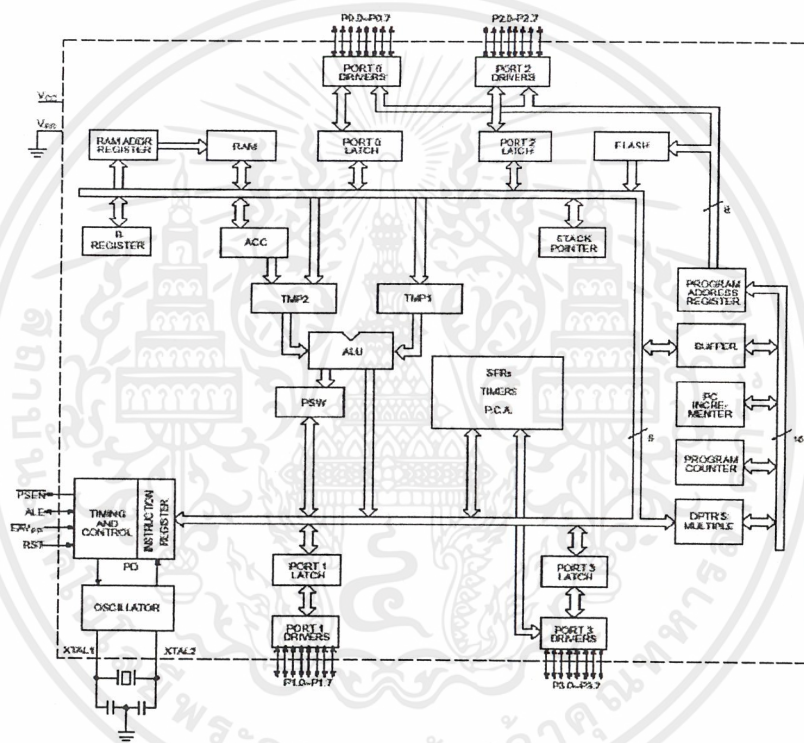 P0.0–P0.7
P2.0–P2.7
PORT 0
DRIVERS
PORT 2
DRIVERS
VCC
VSS
RAM ADDR
REGISTER
RAM
PORT 0
LATCH
PORT 2
LATCH
FLASH
8
B
REGISTER
ACC
STACK
POINTER
PROGRAM
ADDRESS
REGISTER
TMP2
TMP1
BUFFER
ALU
SFRs
TIMERS
P.C.A.
PSW
PC
INCRE-
MENTER
8
16
PROGRAM
COUNTER
PSEN
ALE
EA/VPP
RST
TIMING
AND
CONTROL
INSTRUCTION
REGISTER
DPTR'S
MULTIPLE
PD
PORT 1
LATCH
PORT 3
LATCH
OSCILLATOR
PORT 1
DRIVERS
PORT 3
DRIVERS
XTAL1
XTAL2
P1.0–P1.7
P3.0–P3.7